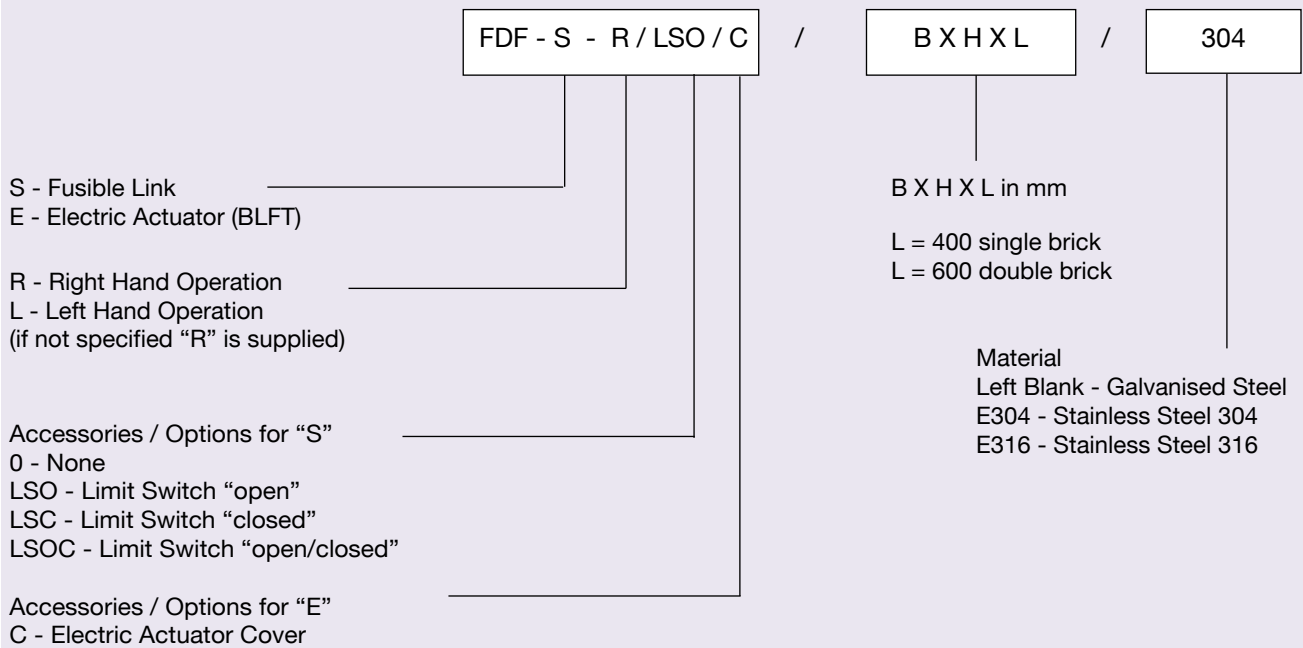 FDF - S - R / LSO / C / B X H X L / 304
S - Fusible Link
E - Electric Actuator (BLFT)
R - Right Hand Operation
L - Left Hand Operation
(if not specified “R” is supplied)
Accessories / Options for “S”
0 - None
LSO - Limit Switch “open”
LSC - Limit Switch “closed”
LSOC - Limit Switch “open/closed”
Accessories / Options for “E”
C - Electric Actuator Cover
B X H X L in mm
L = 400 single brick
L = 600 double brick
Material
Left Blank - Galvanised Steel
E304 - Stainless Steel 304
E316 - Stainless Steel 316